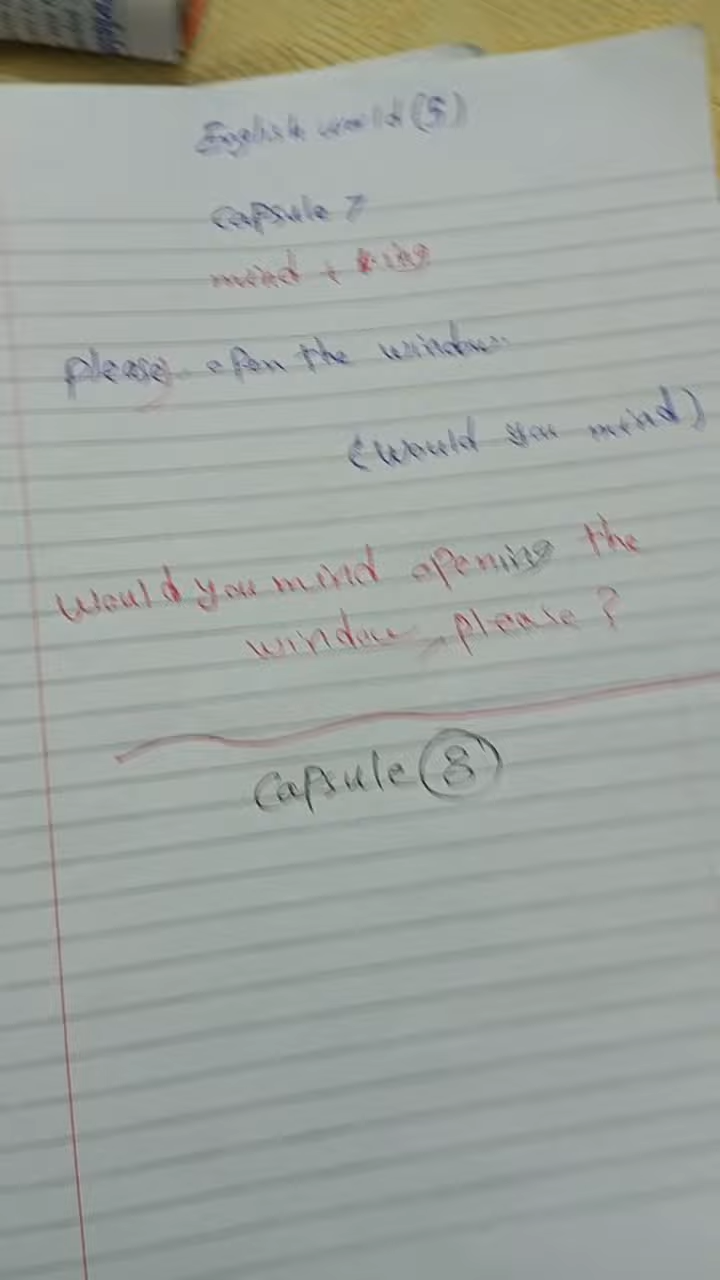 English world (5)
capsule 7
mind + ing
please, open the window.
(would you mind)
would you mind opening the
window, please?
capsule (8)